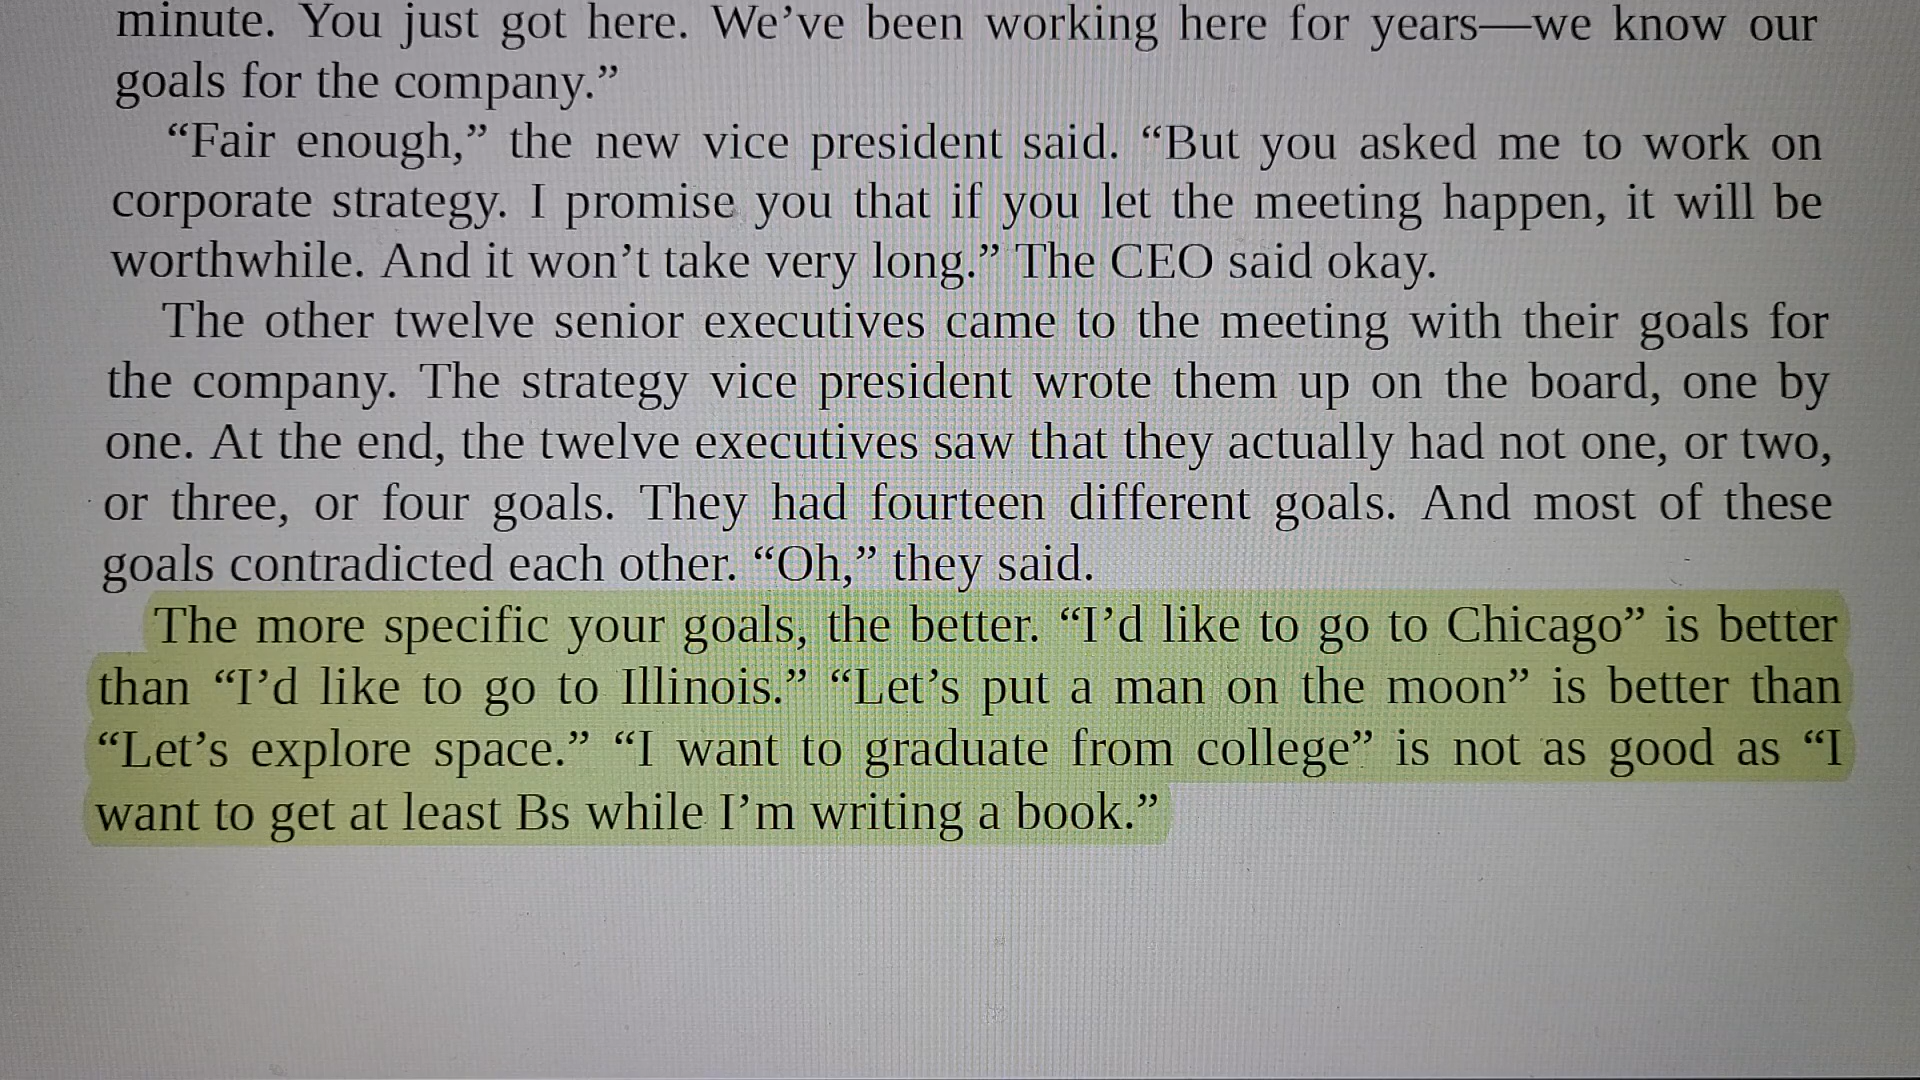 minute. You just got here. We’ve been working here for years—we know our
goals for the company.”
“Fair enough,” the new vice president said. “But you asked me to work on
corporate strategy. I promise you that if you let the meeting happen, it will be
worthwhile. And it won’t take very long.” The CEO said okay.
The other twelve senior executives came to the meeting with their goals for
the company. The strategy vice president wrote them up on the board, one by
one. At the end, the twelve executives saw that they actually had not one, or two,
or three, or four goals. They had fourteen different goals. And most of these
goals contradicted each other. “Oh,” they said.
The more specific your goals, the better. “I’d like to go to Chicago” is better
than “I’d like to go to Illinois.” “Let’s put a man on the moon” is better than
“Let’s explore space.” “I want to graduate from college” is not as good as “I
want to get at least Bs while I’m writing a book.”